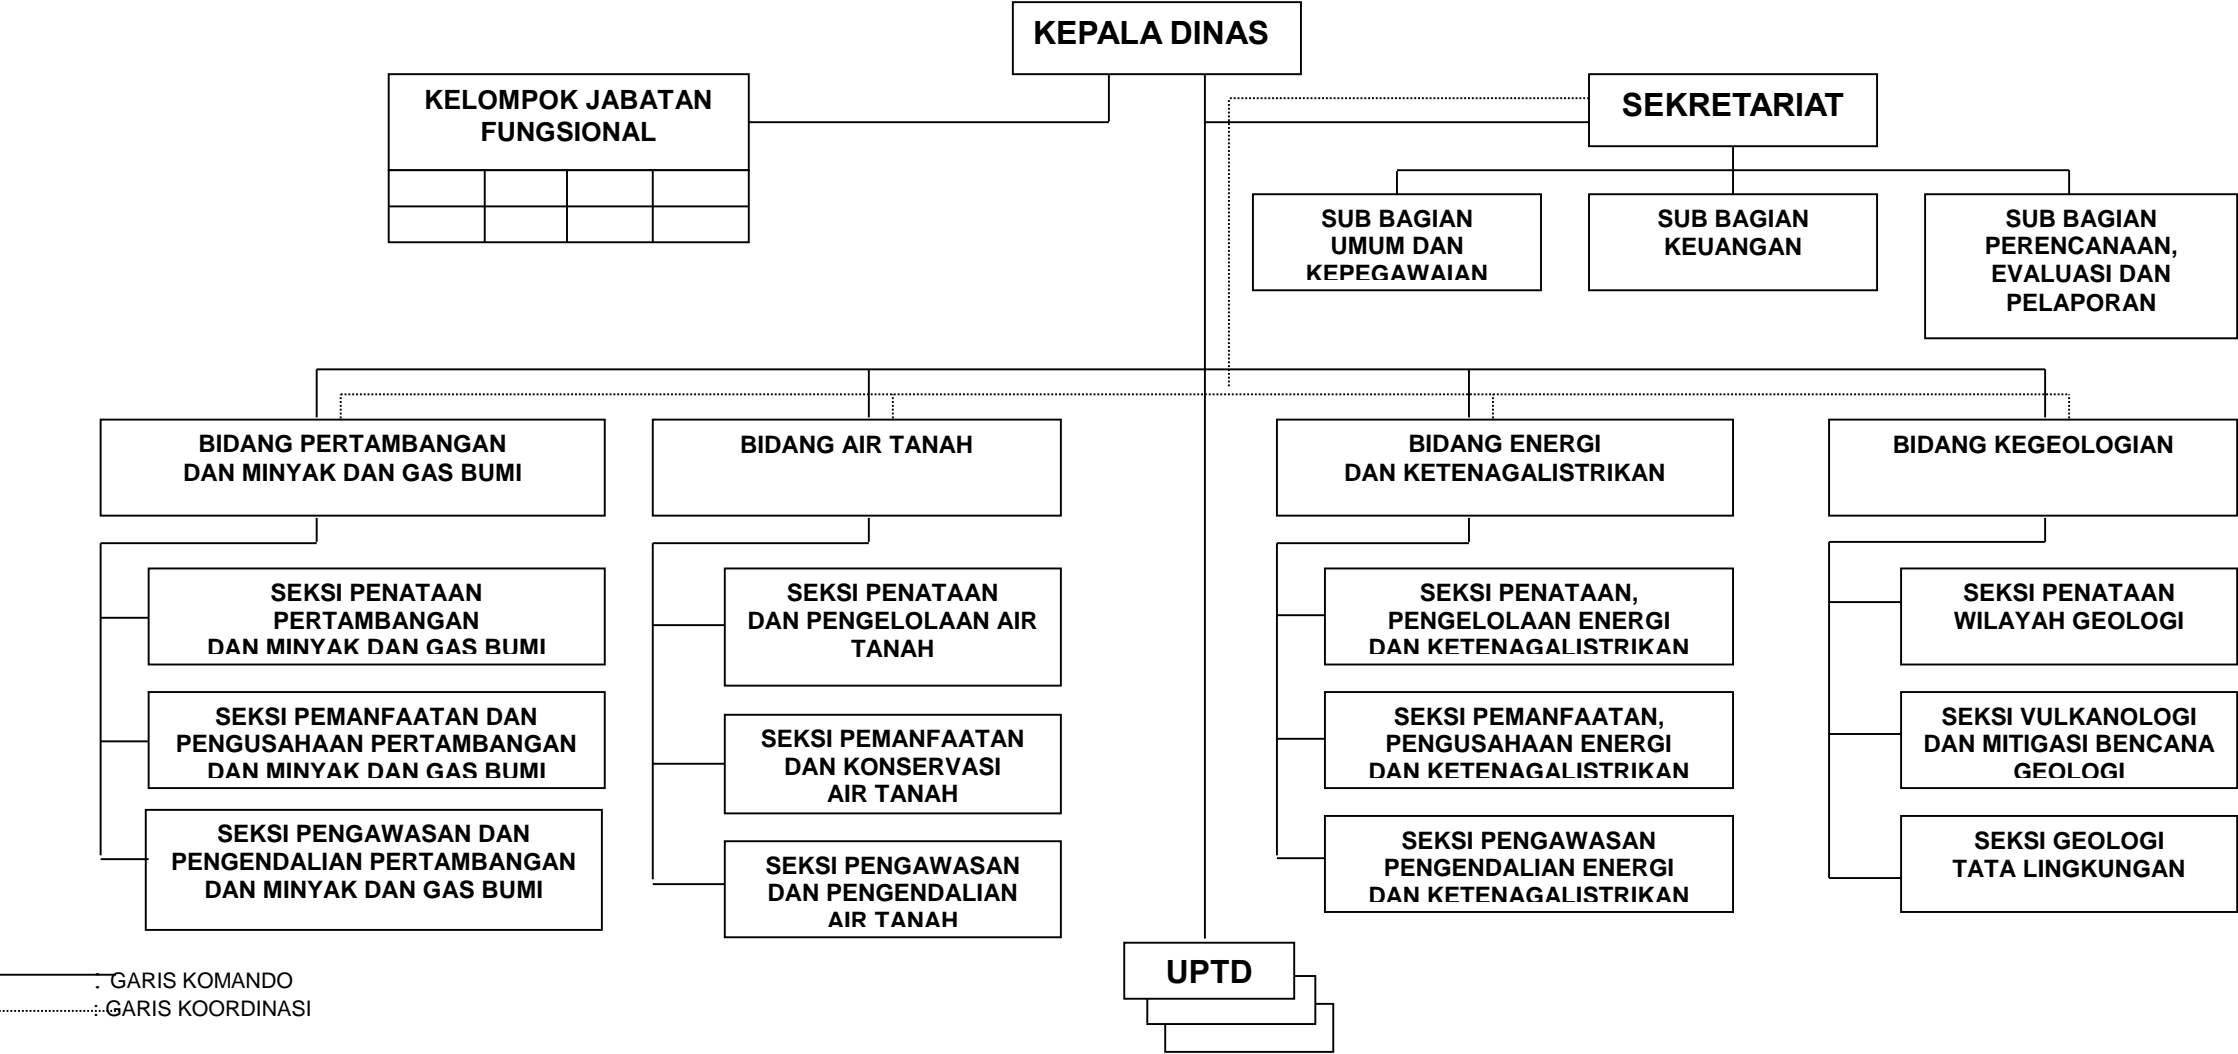 KEPALA DINAS
KELOMPOK JABATAN
FUNGSIONAL
SEKRETARIAT
SUB BAGIAN
UMUM DAN
KEPEGAWAIAN
SUB BAGIAN
KEUANGAN
SUB BAGIAN
PERENCANAAN,
EVALUASI DAN
PELAPORAN
BIDANG PERTAMBANGAN
DAN MINYAK DAN GAS BUMI
BIDANG AIR TANAH
BIDANG ENERGI
DAN KETENAGALISTRIKAN
BIDANG KEGEOLOGIAN
SEKSI PENATAAN
PERTAMBANGAN
DAN MINYAK DAN GAS BUMI
SEKSI PEMANFAATAN DAN
PENGUSAHAAN PERTAMBANGAN
DAN MINYAK DAN GAS BUMI
SEKSI PENGAWASAN DAN
PENGENDALIAN PERTAMBANGAN
DAN MINYAK DAN GAS BUMI
SEKSI PENATAAN
DAN PENGELOLAAN AIR
TANAH
SEKSI PEMANFAATAN
DAN KONSERVASI
AIR TANAH
SEKSI PENGAWASAN
DAN PENGENDALIAN
AIR TANAH
SEKSI PENATAAN,
PENGELOLAAN ENERGI
DAN KETENAGALISTRIKAN
SEKSI PEMANFAATAN,
PENGUSAHAAN ENERGI
DAN KETENAGALISTRIKAN
SEKSI PENGAWASAN
PENGENDALIAN ENERGI
DAN KETENAGALISTRIKAN
SEKSI PENATAAN
WILAYAH GEOLOGI
SEKSI VULKANOLOGI
DAN MITIGASI BENCANA
GEOLOGI
SEKSI GEOLOGI
TATA LINGKUNGAN
UPTD
: GARIS KOMANDO
: GARIS KOORDINASI